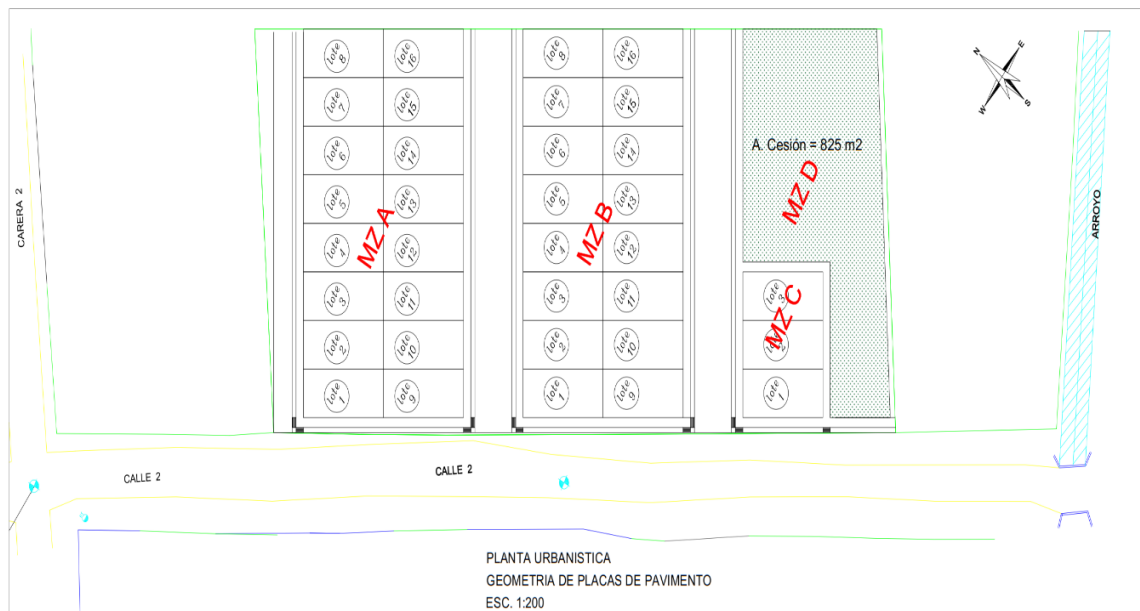 lote 8
lote 16
lote 8
lote 16
N
E
W
S
lote 7
lote 15
lote 7
lote 15
lote 6
lote 14
lote 6
lote 14
A. Cesión = 825 m2
MZ D
CARERA 2
ARROYO
lote 5
lote 13
lote 5
lote 13
MZ A
MZ B
lote 4
lote 12
lote 4
lote 12
lote 3
lote 11
lote 3
lote 11
lote 3
MZ C
lote 2
lote 10
lote 2
lote 10
lote 2
lote 1
lote 9
lote 1
lote 9
lote 1
CALLE 2
CALLE 2
PLANTA URBANISTICA
GEOMETRIA DE PLACAS DE PAVIMENTO
ESC. 1:200